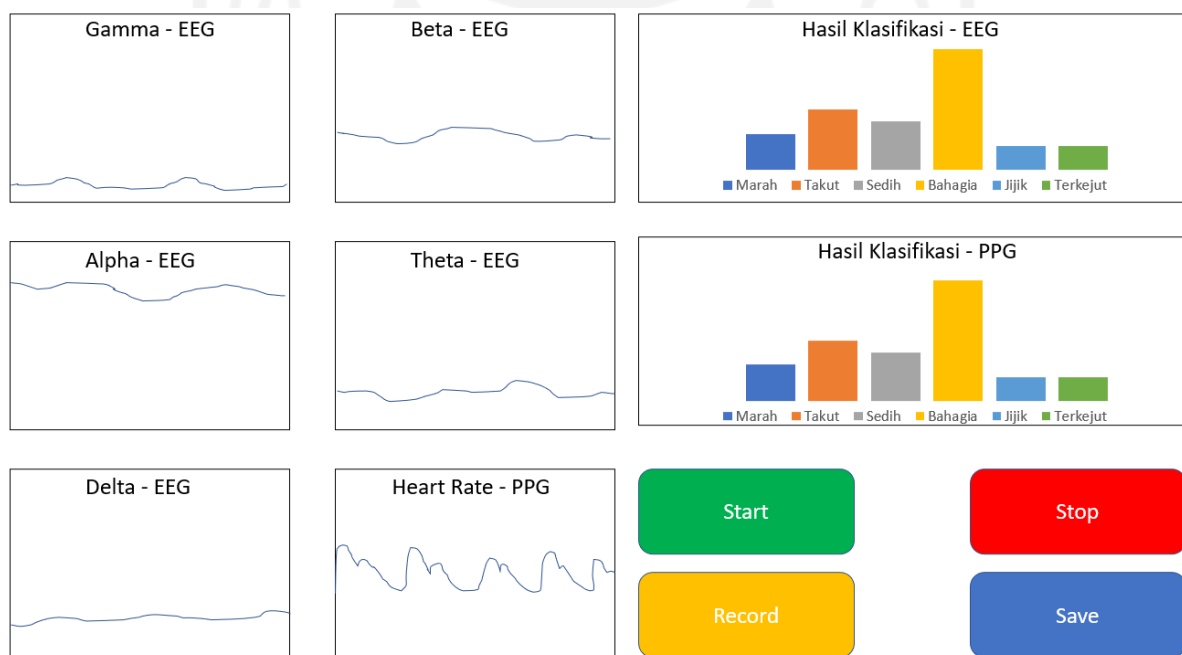 Gamma - EEG
Beta - EEG
Hasil Klasifikasi - EEG
Marah Takut Sedih Bahagia Jijik Terkejut
Alpha - EEG
Theta - EEG
Hasil Klasifikasi - PPG
Marah Takut Sedih Bahagia Jijik Terkejut
Delta - EEG
Heart Rate - PPG
Start
Stop
Record
Save